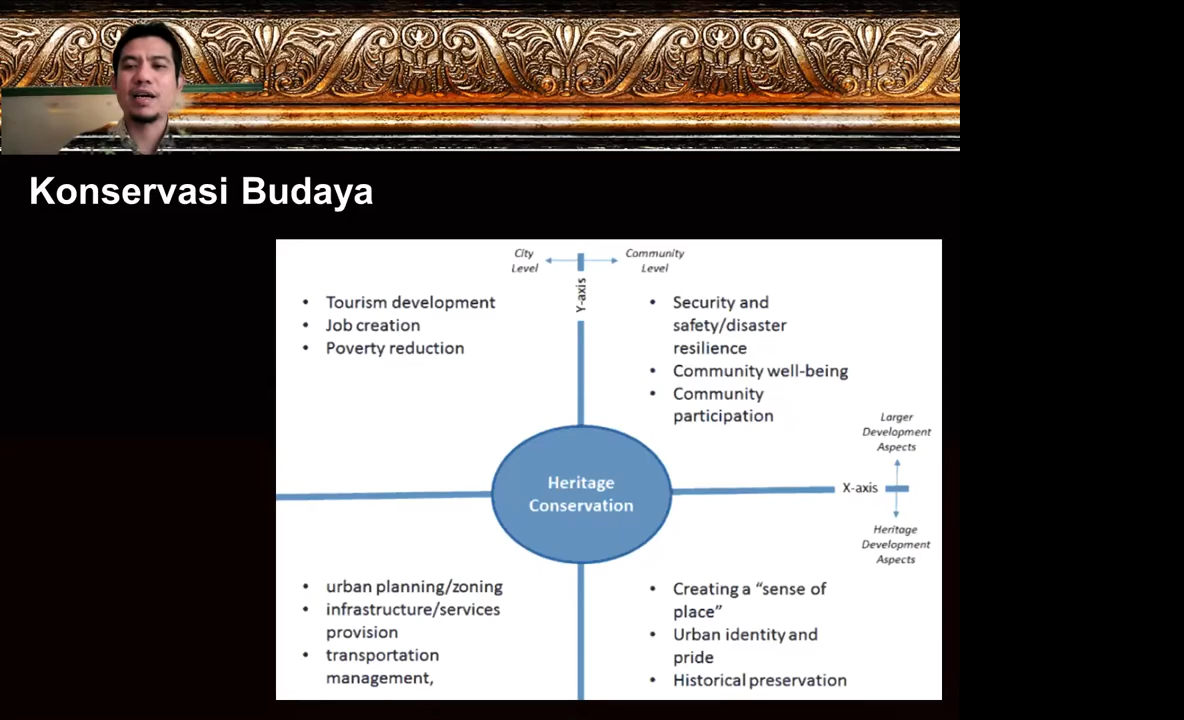 Konservasi Budaya
City
Level
Community
Level
Y-axis
• Tourism development
• Job creation
• Poverty reduction
• Security and
safety/disaster
resilience
• Community well-being
• Community
participation
Larger
Development
Aspects
Heritage
Conservation
X-axis
Heritage
Development
Aspects
• urban planning/zoning
• infrastructure/services
provision
• transportation
management,
• Creating a “sense of
place”
• Urban identity and
pride
• Historical preservation